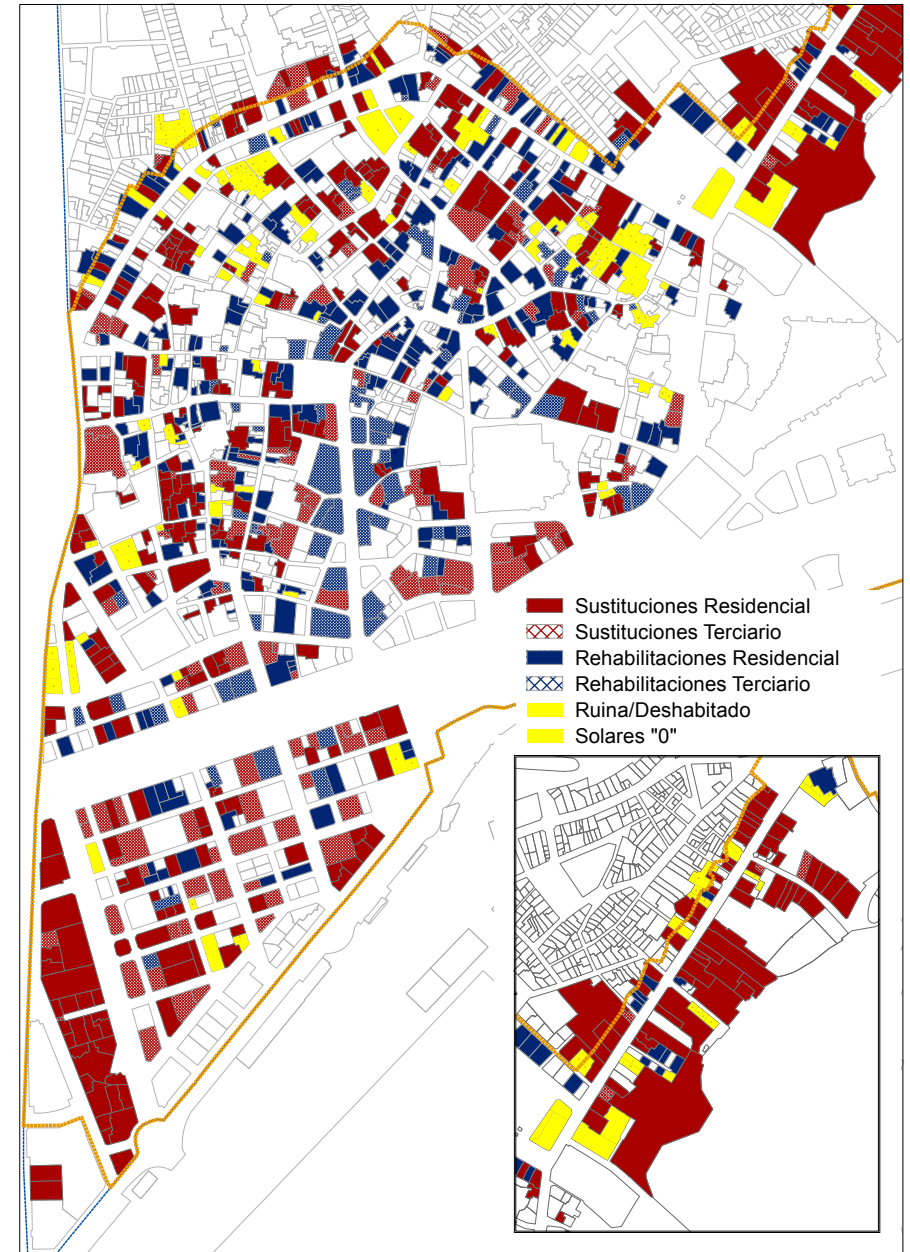 Sustituciones Residencial
Sustituciones Terciario
Rehabilitaciones Residencial
Rehabilitaciones Terciario
Ruina/Deshabitado
Solares "0"